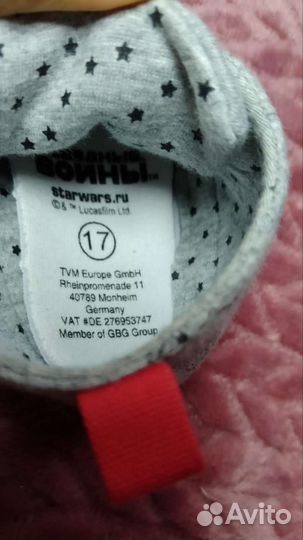 ВОЙНЫ
starwars.ru
© & ™ Lucasfilm Ltd.
17
TVM Europe GmbH
Rheinpromenade 11
40789 Monheim
Germany
VAT #DE 276953747
Member of GBG Group
Avito